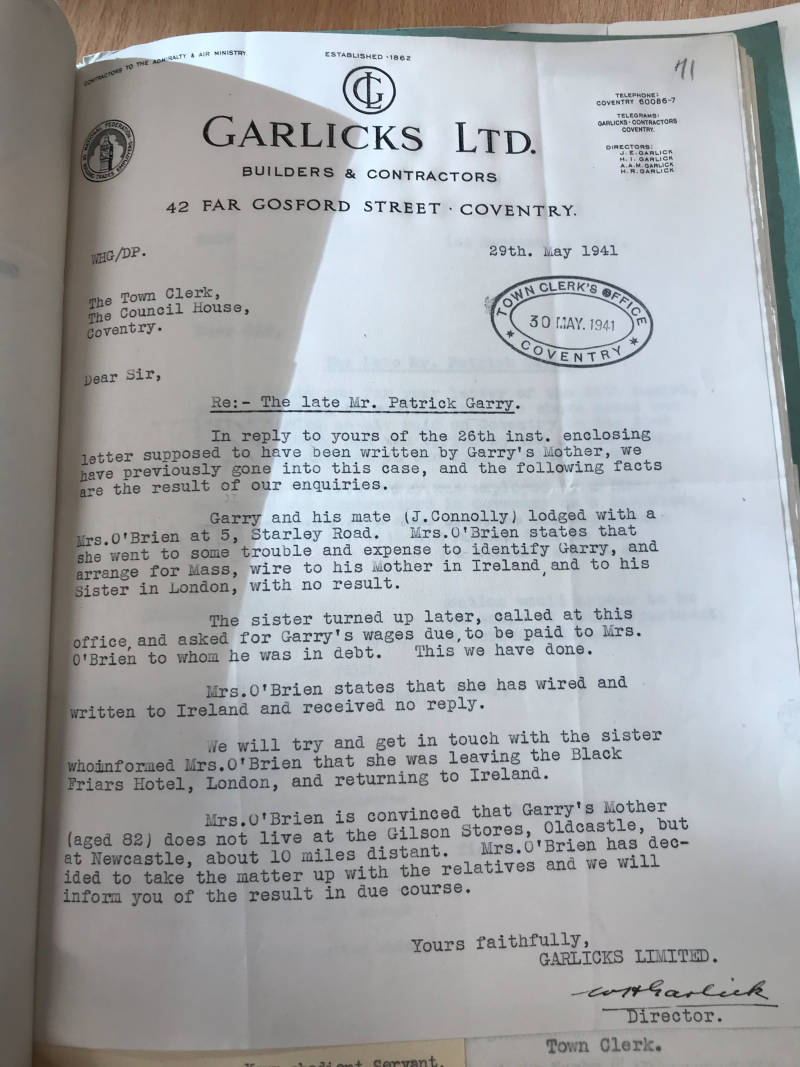 CONTRACTORS TO THE ADMIRALTY & AIR MINISTRY.
ESTABLISHED · 1862
71
GL
TELEPHONE:
COVENTRY 60086-7
TELEGRAMS:
GARLICKS-CONTRACTORS
COVENTRY.
DIRECTORS:
J. E. GARLICK
H. I. GARLICK
A. A. M. GARLICK
H. R. GARLICK
GARLICKS LTD.
BUILDERS & CONTRACTORS
42 FAR GOSFORD STREET · COVENTRY.
WHG/DP.
29th. May 1941
The Town Clerk,
The Council House,
Coventry.
TOWN CLERK'S OFFICE
30 MAY. 1941
* COVENTRY *
Dear Sir,
Re:- The late Mr. Patrick Garry.
In reply to yours of the 26th inst. enclosing
letter supposed to have been written by Garry's Mother, we
have previously gone into this case, and the following facts
are the result of our enquiries.
Garry and his mate (J.Connolly) lodged with a
Mrs.O'Brien at 5, Starley Road. Mrs.O'Brien states that
she went to some trouble and expense to identify Garry, and
arrange for Mass, wire to his Mother in Ireland, and to his
Sister in London, with no result.
The sister turned up later, called at this
office, and asked for Garry's wages due, to be paid to Mrs.
O'Brien to whom he was in debt. This we have done.
Mrs.O'Brien states that she has wired and
written to Ireland and received no reply.
We will try and get in touch with the sister
whoinformed Mrs.O'Brien that she was leaving the Black
Friars Hotel, London, and returning to Ireland.
Mrs.O'Brien is convinced that Garry's Mother
(aged 82) does not live at the Gilson Stores, Oldcastle, but
at Newcastle, about 10 miles distant. Mrs.O'Brien has dec-
ided to take the matter up with the relatives and we will
inform you of the result in due course.
Yours faithfully,
GARLICKS LIMITED.
WHGarlick
Director.
obedient Servant.
Town Clerk.